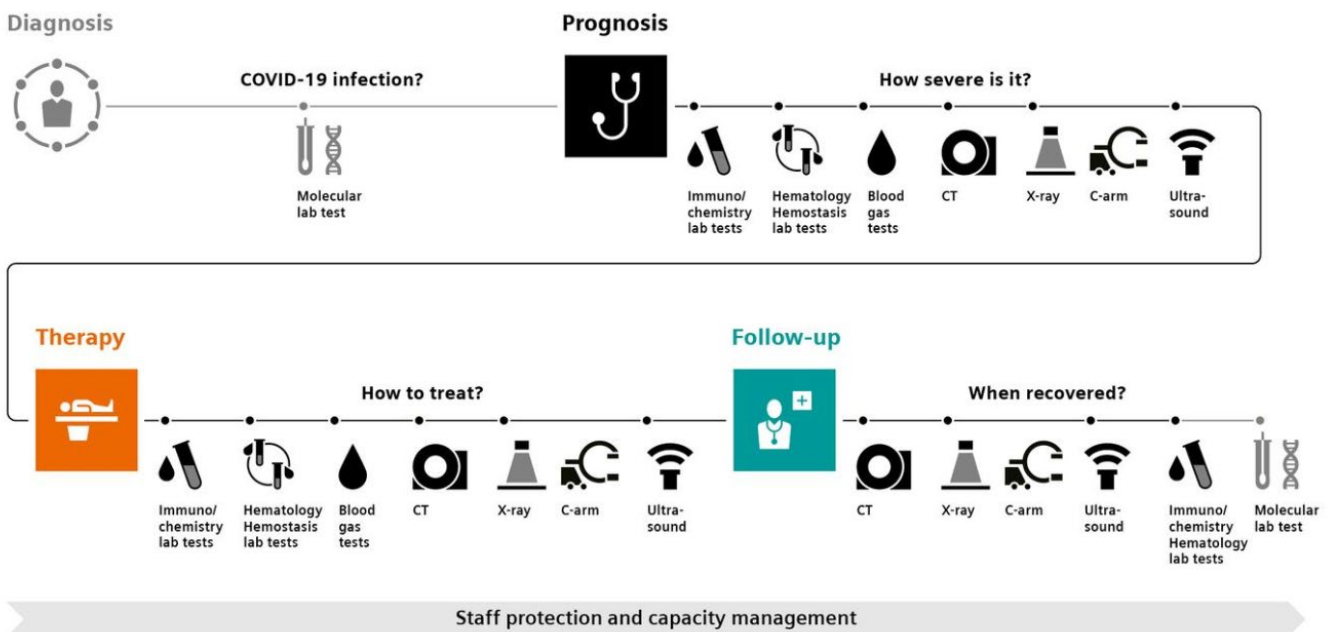 Diagnosis
Prognosis
COVID-19 infection?
How severe is it?
Molecular
lab test
Immuno/
chemistry
lab tests
Hematology
Hemostasis
lab tests
Blood
gas
tests
CT
X-ray
C-arm
Ultra-
sound
Therapy
Follow-up
How to treat?
When recovered?
Immuno/
chemistry
lab tests
Hematology
Hemostasis
lab tests
Blood
gas
tests
CT
X-ray
C-arm
Ultra-
sound
CT
X-ray
C-arm
Ultra-
sound
Immuno/
chemistry
Hematology
lab tests
Molecular
lab test
Staff protection and capacity management